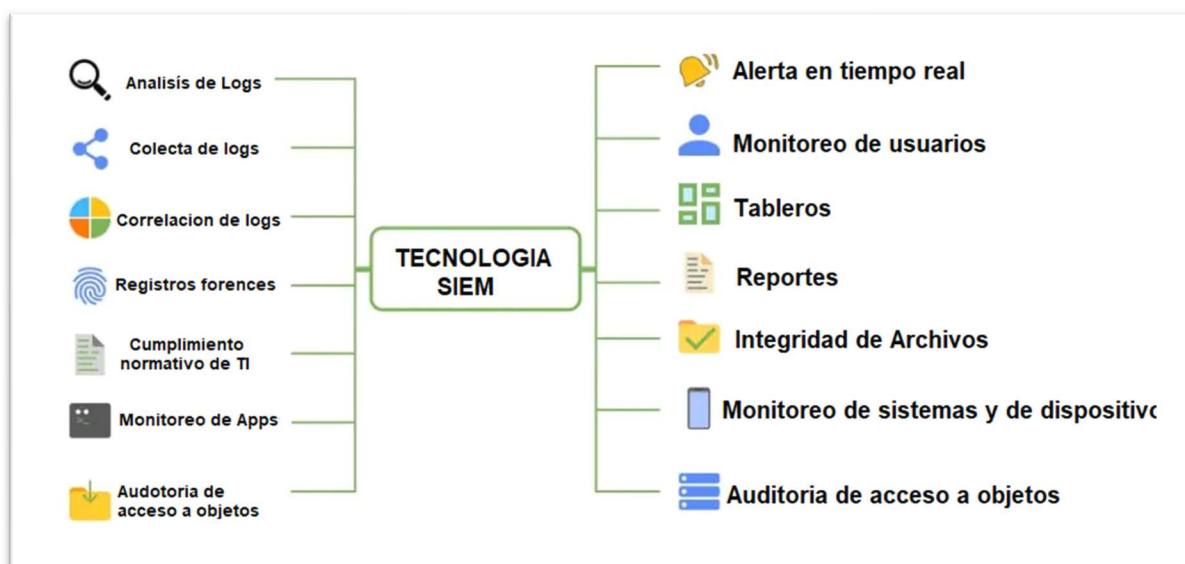 Analisís de Logs
Colecta de logs
Correlacion de logs
Registros forences
Cumplimiento
normativo de TI
Monitoreo de Apps
Audotoria de
acceso a objetos
TECNOLOGIA
SIEM
Alerta en tiempo real
Monitoreo de usuarios
Tableros
Reportes
Integridad de Archivos
Monitoreo de sistemas y de dispositivo
Auditoria de acceso a objetos